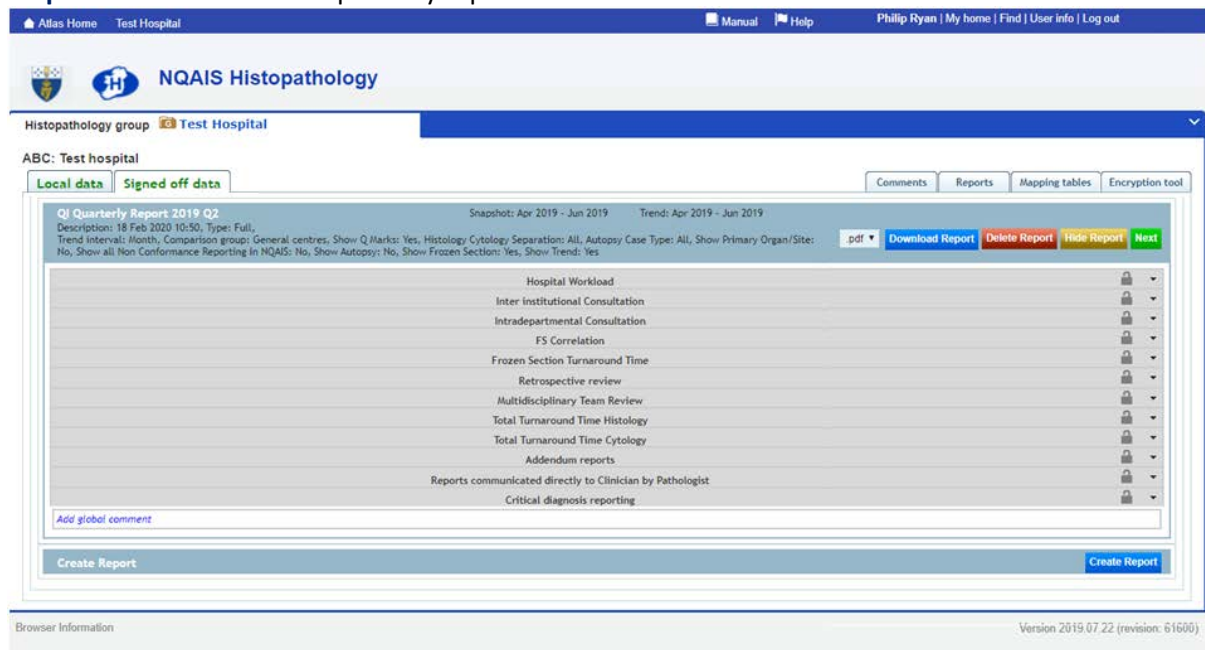 Atlas Home Test Hospital Manual Help Philip Ryan | My home | Find | User info | Log out
NQAIS Histopathology
Histopathology group Test Hospital
ABC: Test hospital
Local data Signed off data Comments Reports Mapping tables Encryption tool
QI Quarterly Report 2019 Q2 Snapshot: Apr 2019 - Jun 2019 Trend: Apr 2019 - Jun 2019
Description: 18 Feb 2020 10:50, Type: Full,
Trend interval: Month, Comparison group: General centres, Show Q Marks: Yes, Histology Cytology Separation: All, Autopsy Case Type: All, Show Primary Organ/Site:
No, Show all Non Conformance Reporting In NQAIS: No, Show Autopsy: No, Show Frozen Section: Yes, Show Trend: Yes
.pdf Download Report Delete Report Hide Report Next
Hospital Workload
Inter institutional Consultation
Intradepartmental Consultation
FS Correlation
Frozen Section Turnaround Time
Retrospective review
Multidisciplinary Team Review
Total Turnaround Time Histology
Total Turnaround Time Cytology
Addendum reports
Reports communicated directly to Clinician by Pathologist
Critical diagnosis reporting
Add global comment
Create Report Create Report
Browser Information Version 2019.07.22 (revision: 61600)